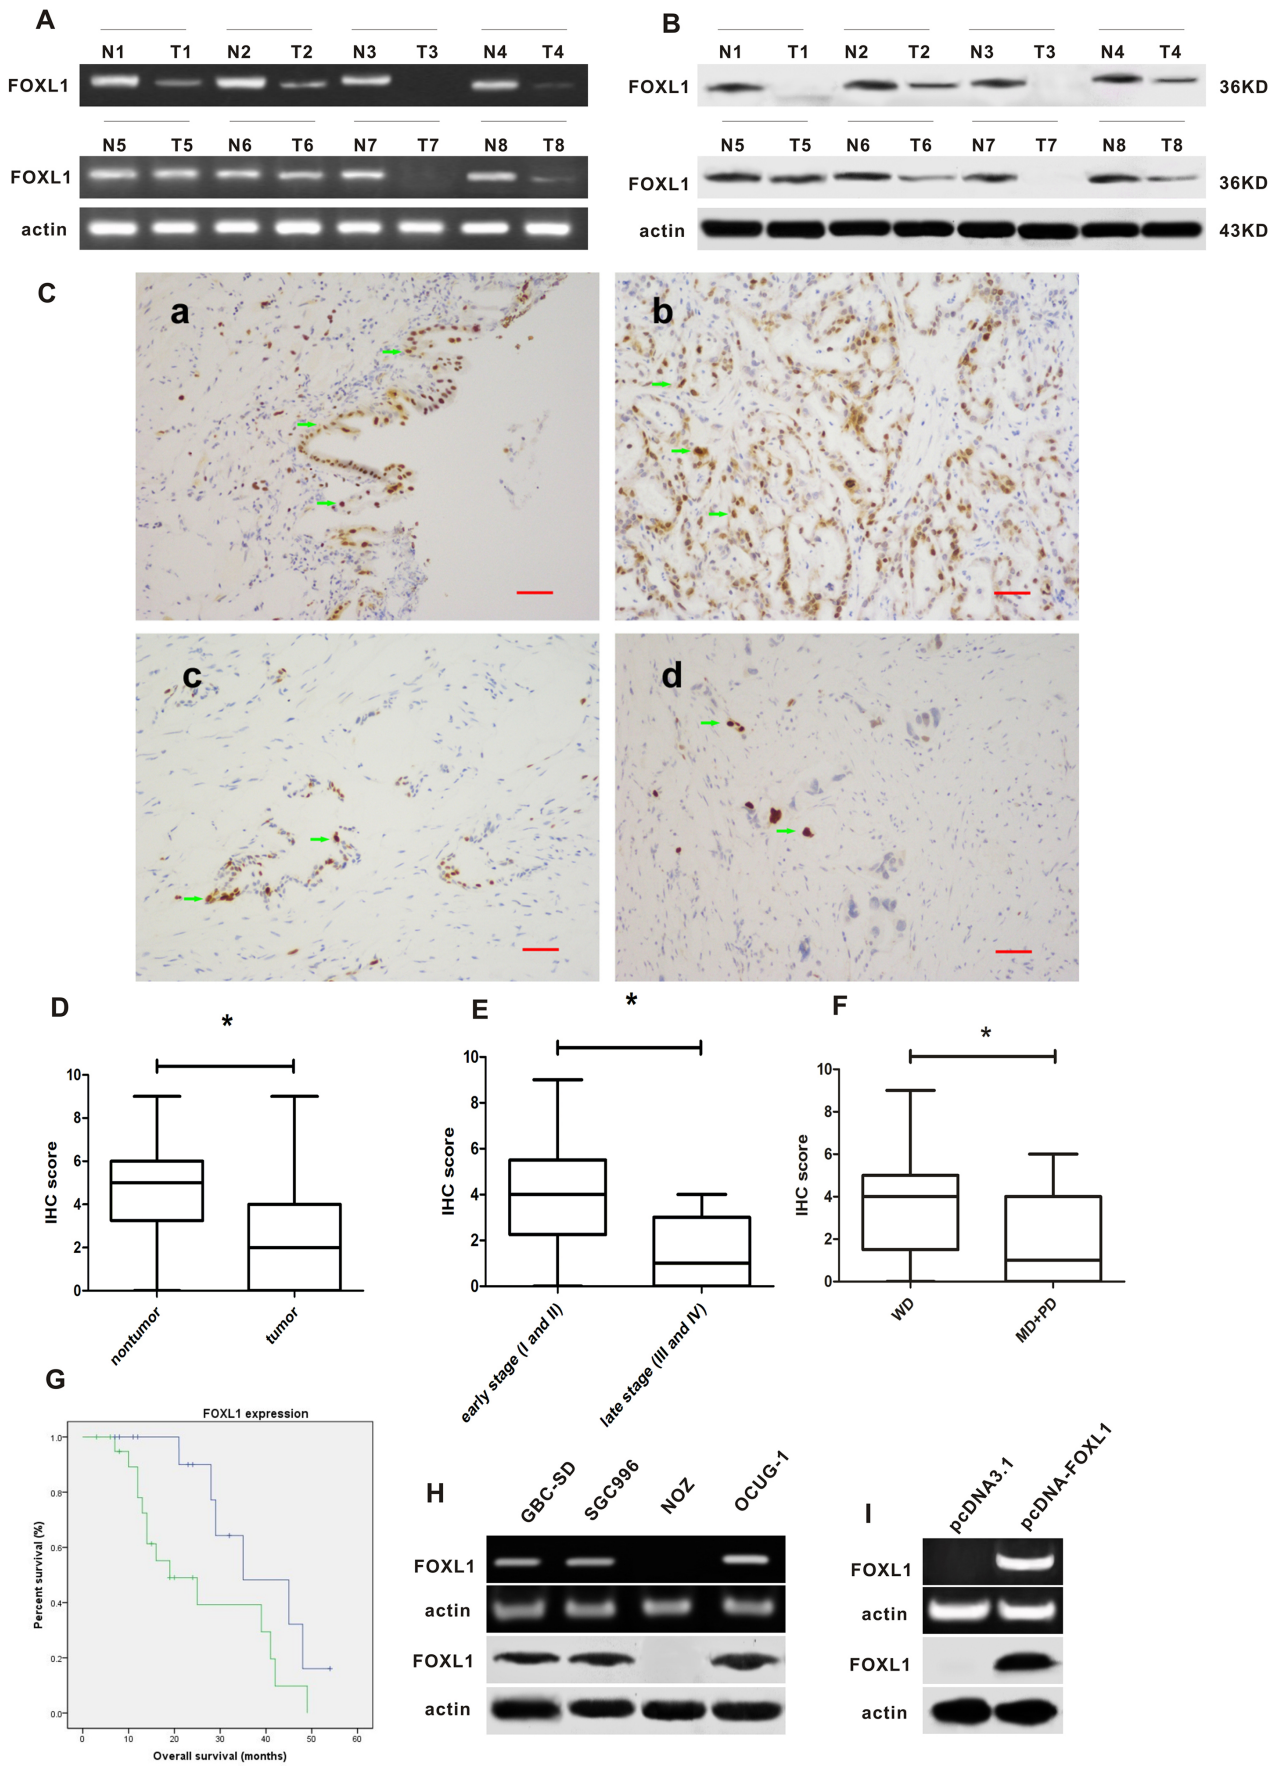 A
N1 T1 N2 T2 N3 T3 N4 T4
FOXL1
N5 T5 N6 T6 N7 T7 N8 T8
FOXL1
actin
B
N1 T1 N2 T2 N3 T3 N4 T4
FOXL1 36KD
N5 T5 N6 T6 N7 T7 N8 T8
FOXL1 36KD
actin 43KD
C
a
b
c
d
D
*
IHC score
10
8
6
4
2
0
nontumor
tumor
E
*
IHC score
10
8
6
4
2
0
early stage (I and II)
late stage (III and IV)
F
*
IHC score
10
8
6
4
2
0
WD
MD+PD
G
FOXL1 expression
Percent survival (%)
1.0
0.8
0.6
0.4
0.2
0.0
0 10 20 30 40 50 60
Overall survival (months)
H
GBC-SD
SGC996
NOZ
OCUG-1
FOXL1
actin
FOXL1
actin
I
pcDNA3.1
pcDNA-FOXL1
FOXL1
actin
FOXL1
actin